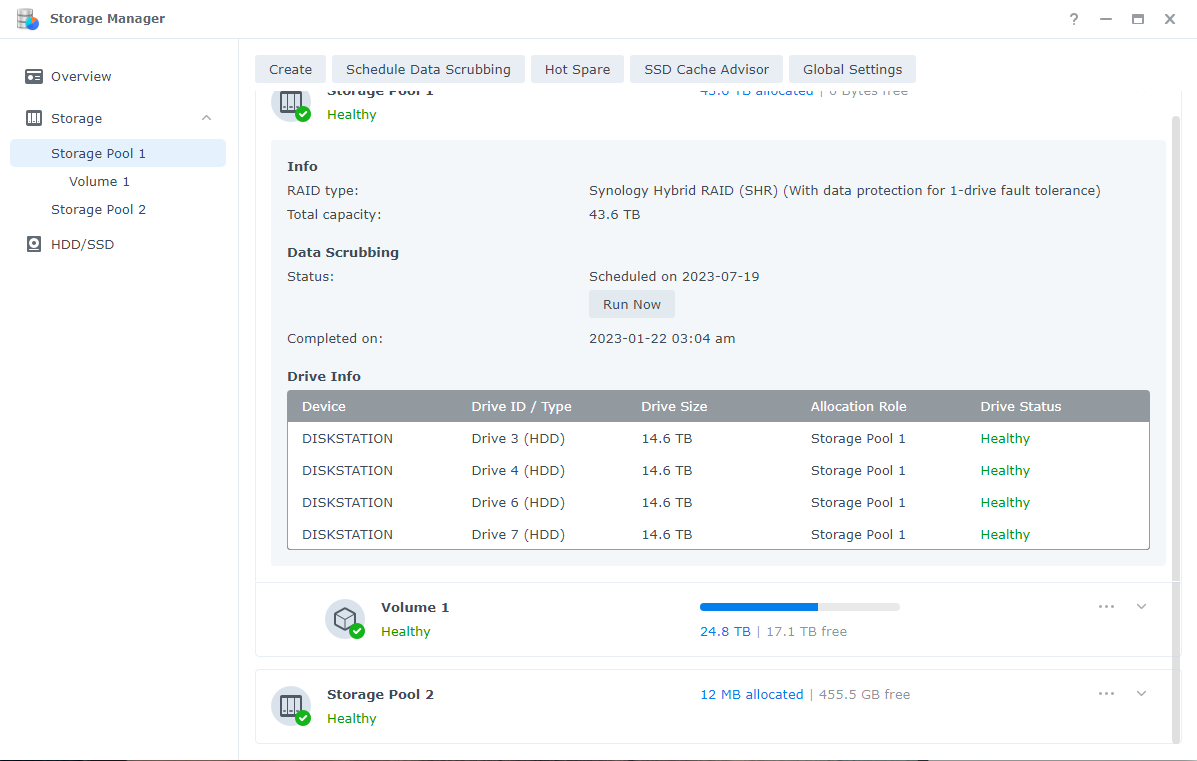 Storage Manager
?
Overview
Storage
Storage Pool 1
Volume 1
Storage Pool 2
HDD/SSD
Create
Schedule Data Scrubbing
Hot Spare
SSD Cache Advisor
Global Settings
Storage Pool 1
43.6 TB allocated | 0 Bytes free
Healthy
Info
RAID type: Synology Hybrid RAID (SHR) (With data protection for 1-drive fault tolerance)
Total capacity: 43.6 TB
Data Scrubbing
Status: Scheduled on 2023-07-19
Run Now
Completed on: 2023-01-22 03:04 am
Drive Info
Device Drive ID / Type Drive Size Allocation Role Drive Status
DISKSTATION Drive 3 (HDD) 14.6 TB Storage Pool 1 Healthy
DISKSTATION Drive 4 (HDD) 14.6 TB Storage Pool 1 Healthy
DISKSTATION Drive 6 (HDD) 14.6 TB Storage Pool 1 Healthy
DISKSTATION Drive 7 (HDD) 14.6 TB Storage Pool 1 Healthy
Volume 1
Healthy
24.8 TB | 17.1 TB free
Storage Pool 2
12 MB allocated | 455.5 GB free
Healthy